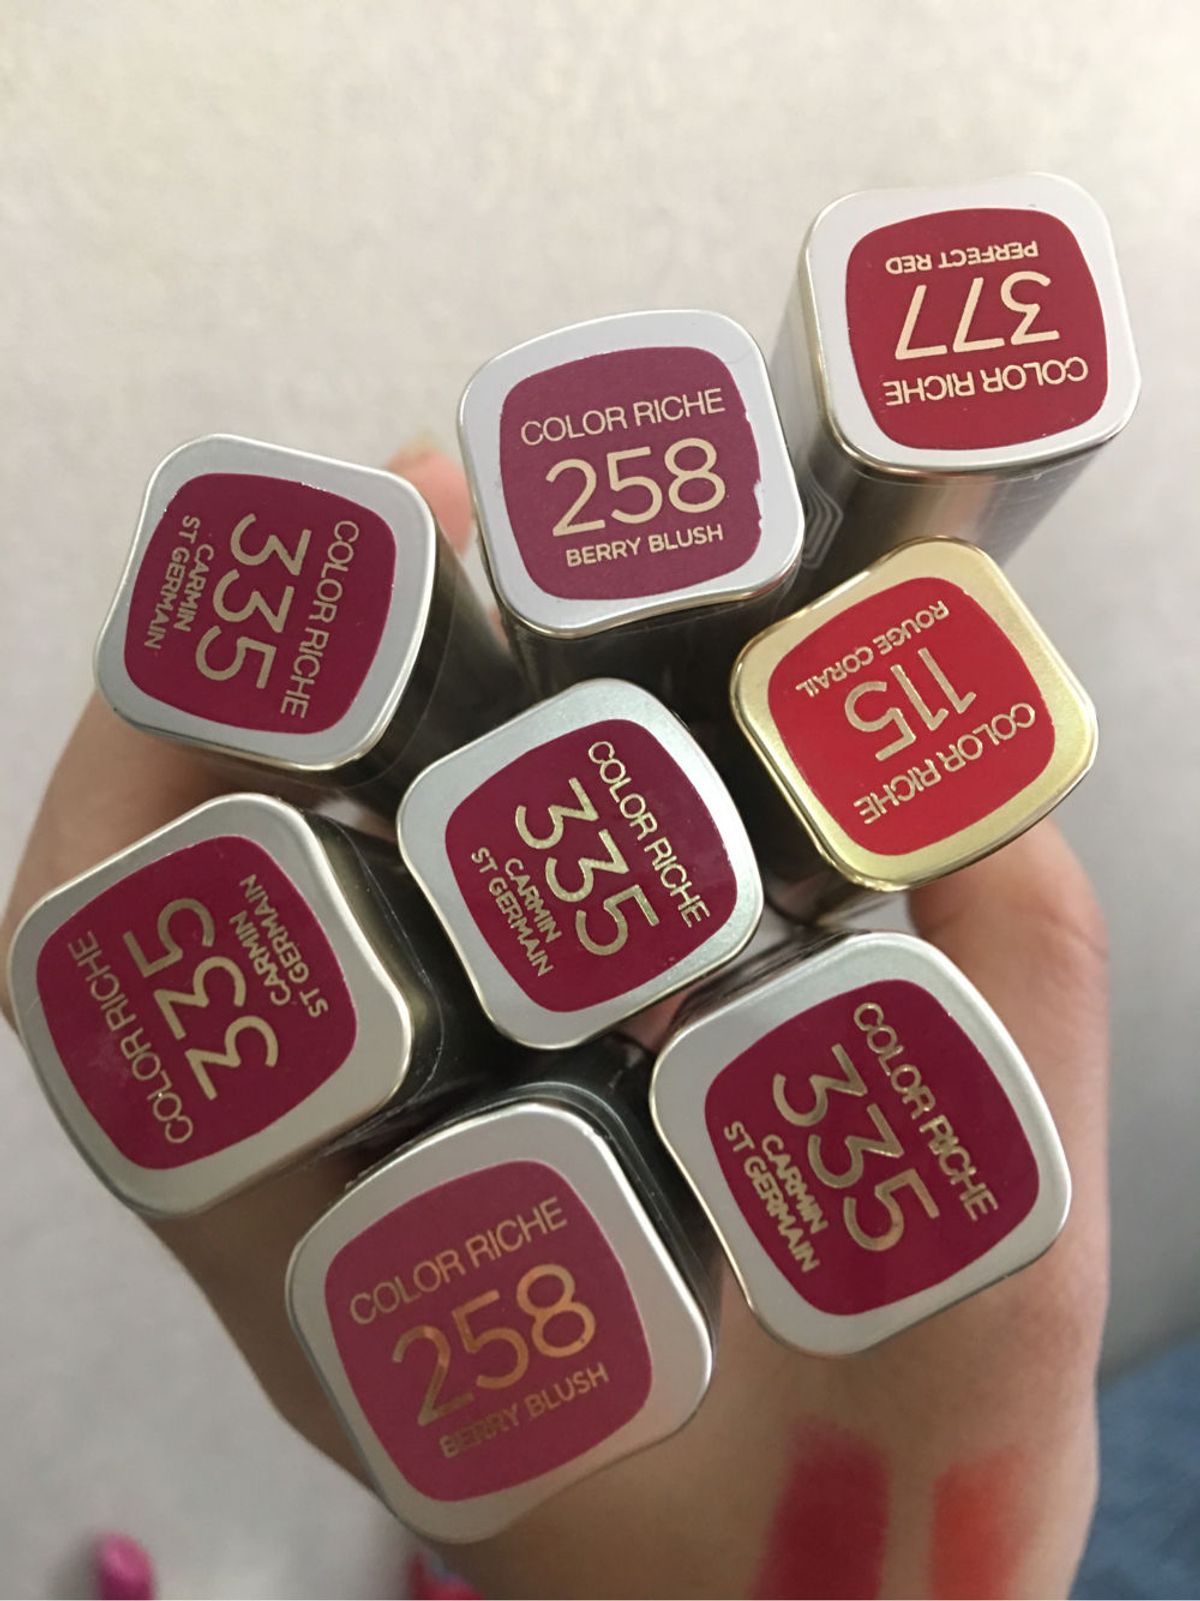 COLOR RICHE
377
PERFECT RED
COLOR RICHE
258
BERRY BLUSH
COLOR RICHE
335
CARMIN
ST GERMAIN
COLOR RICHE
115
ROUGE CORAIL
COLOR RICHE
335
CARMIN
ST GERMAIN
COLOR RICHE
335
CARMIN
ST GERMAIN
COLOR RICHE
335
CARMIN
ST GERMAIN
COLOR RICHE
258
BERRY BLUSH